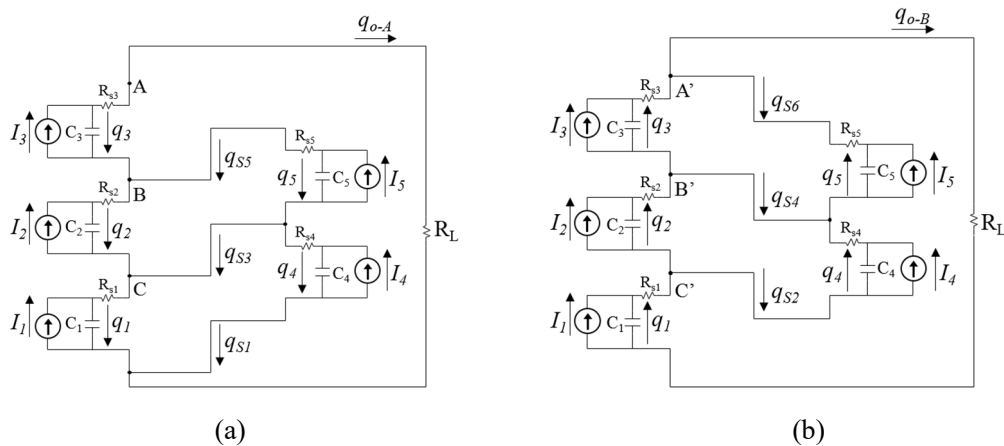 q_{o-A}
A
R_{s3}
I_3
C_3
q_3
B
q_{S5}
R_{s5}
q_5
C_5
I_5
R_{s2}
I_2
C_2
q_2
C
q_{S3}
R_{s4}
q_4
C_4
I_4
R_L
R_{s1}
I_1
C_1
q_1
q_{S1}
(a)
q_{o-B}
A'
R_{s3}
I_3
C_3
q_3
q_{S6}
R_{s5}
q_5
C_5
I_5
B'
R_{s2}
I_2
C_2
q_2
q_{S4}
R_{s4}
q_4
C_4
I_4
R_L
C'
R_{s1}
I_1
C_1
q_1
q_{S2}
(b)